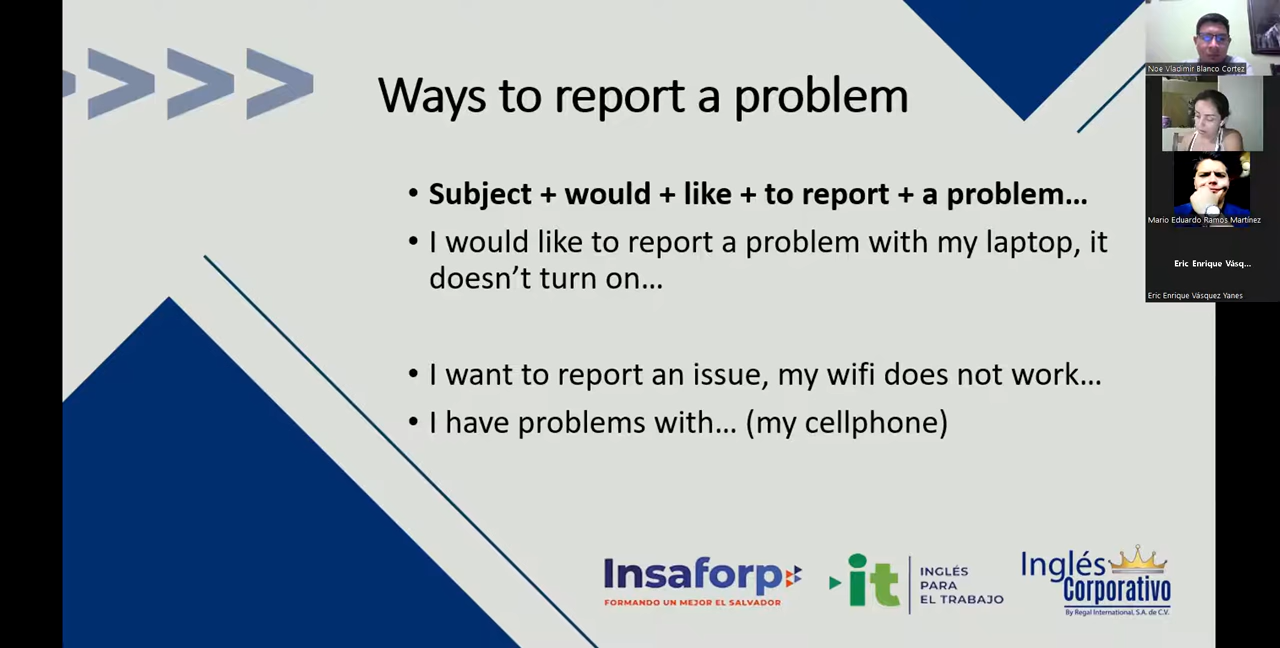 Ways to report a problem
• Subject + would + like + to report + a problem…
• I would like to report a problem with my laptop, it
doesn’t turn on…
• I want to report an issue, my wifi does not work…
• I have problems with… (my cellphone)
Insaforp
FORMANDO UN MEJOR EL SALVADOR
it
INGLÉS
PARA
EL TRABAJO
Inglés
Corporativo
By Regal International, S.A. de C.V.
Noe Vladimir Blanco Cortez
Mario Eduardo Ramos Martínez
Eric Enrique Vásq...
Eric Enrique Vásquez Yanes